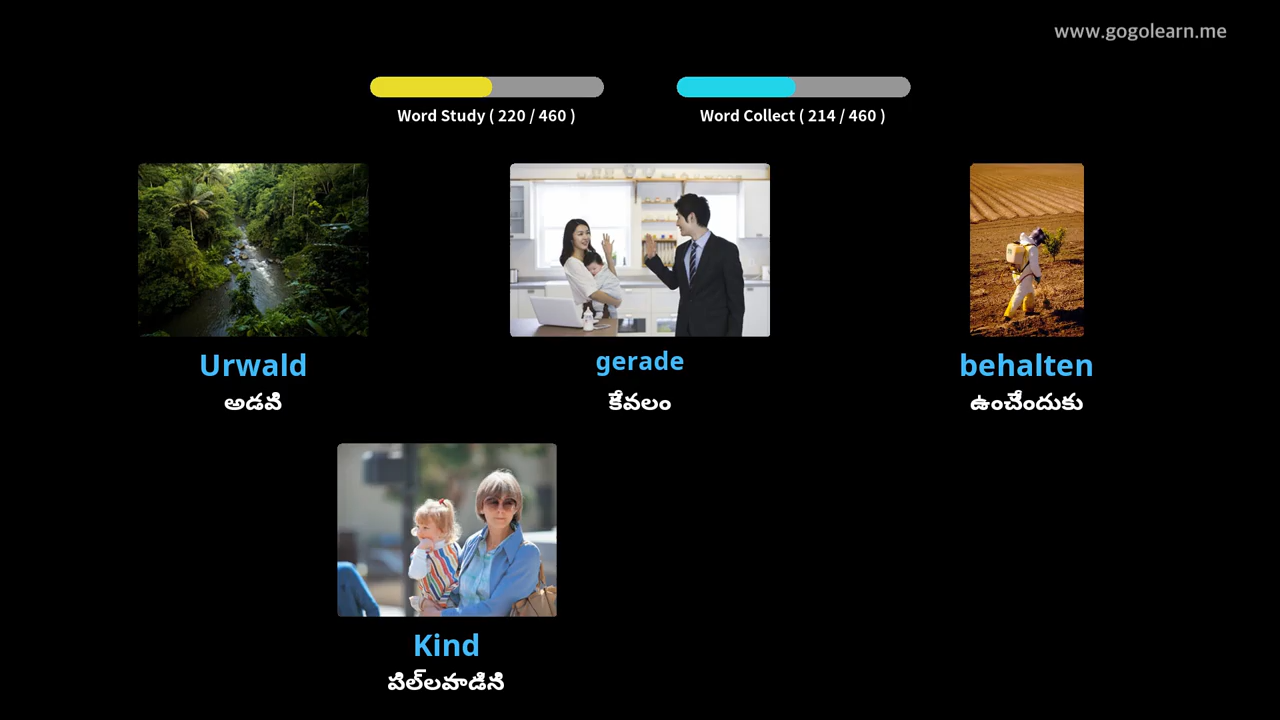 www.gogolearn.me
Word Study ( 220 / 460 )
Word Collect ( 214 / 460 )
Urwald
అడవి
gerade
కేవలం
behalten
ఉంచేందుకు
Kind
పిల్లవాడిని